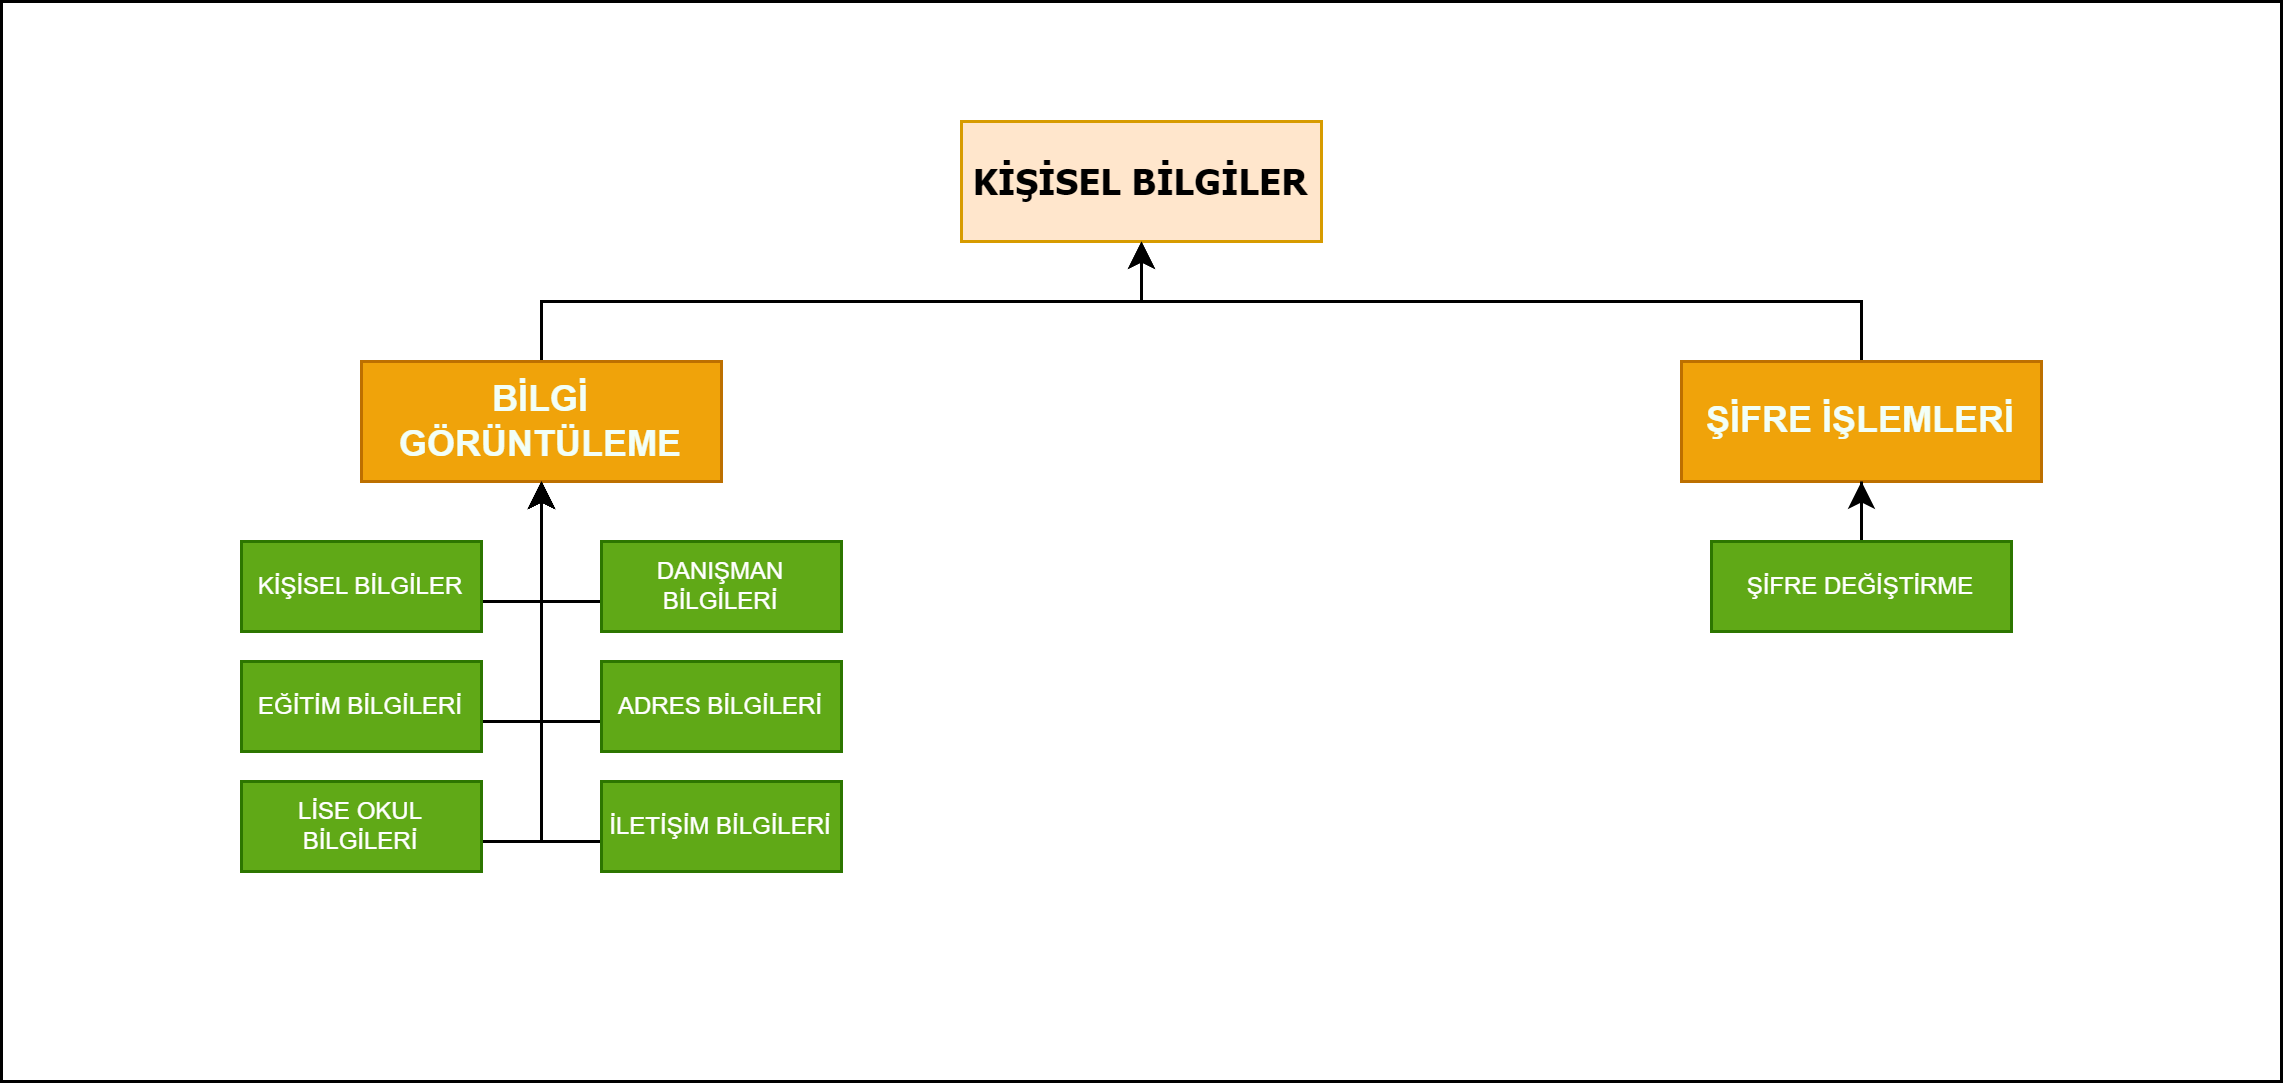 KİŞİSEL BİLGİLER
BİLGİ
GÖRÜNTÜLEME
ŞİFRE İŞLEMLERİ
KİŞİSEL BİLGİLER
DANIŞMAN
BİLGİLERİ
ŞİFRE DEĞİŞTİRME
EĞİTİM BİLGİLERİ
ADRES BİLGİLERİ
LİSE OKUL
BİLGİLERİ
İLETİŞİM BİLGİLERİ